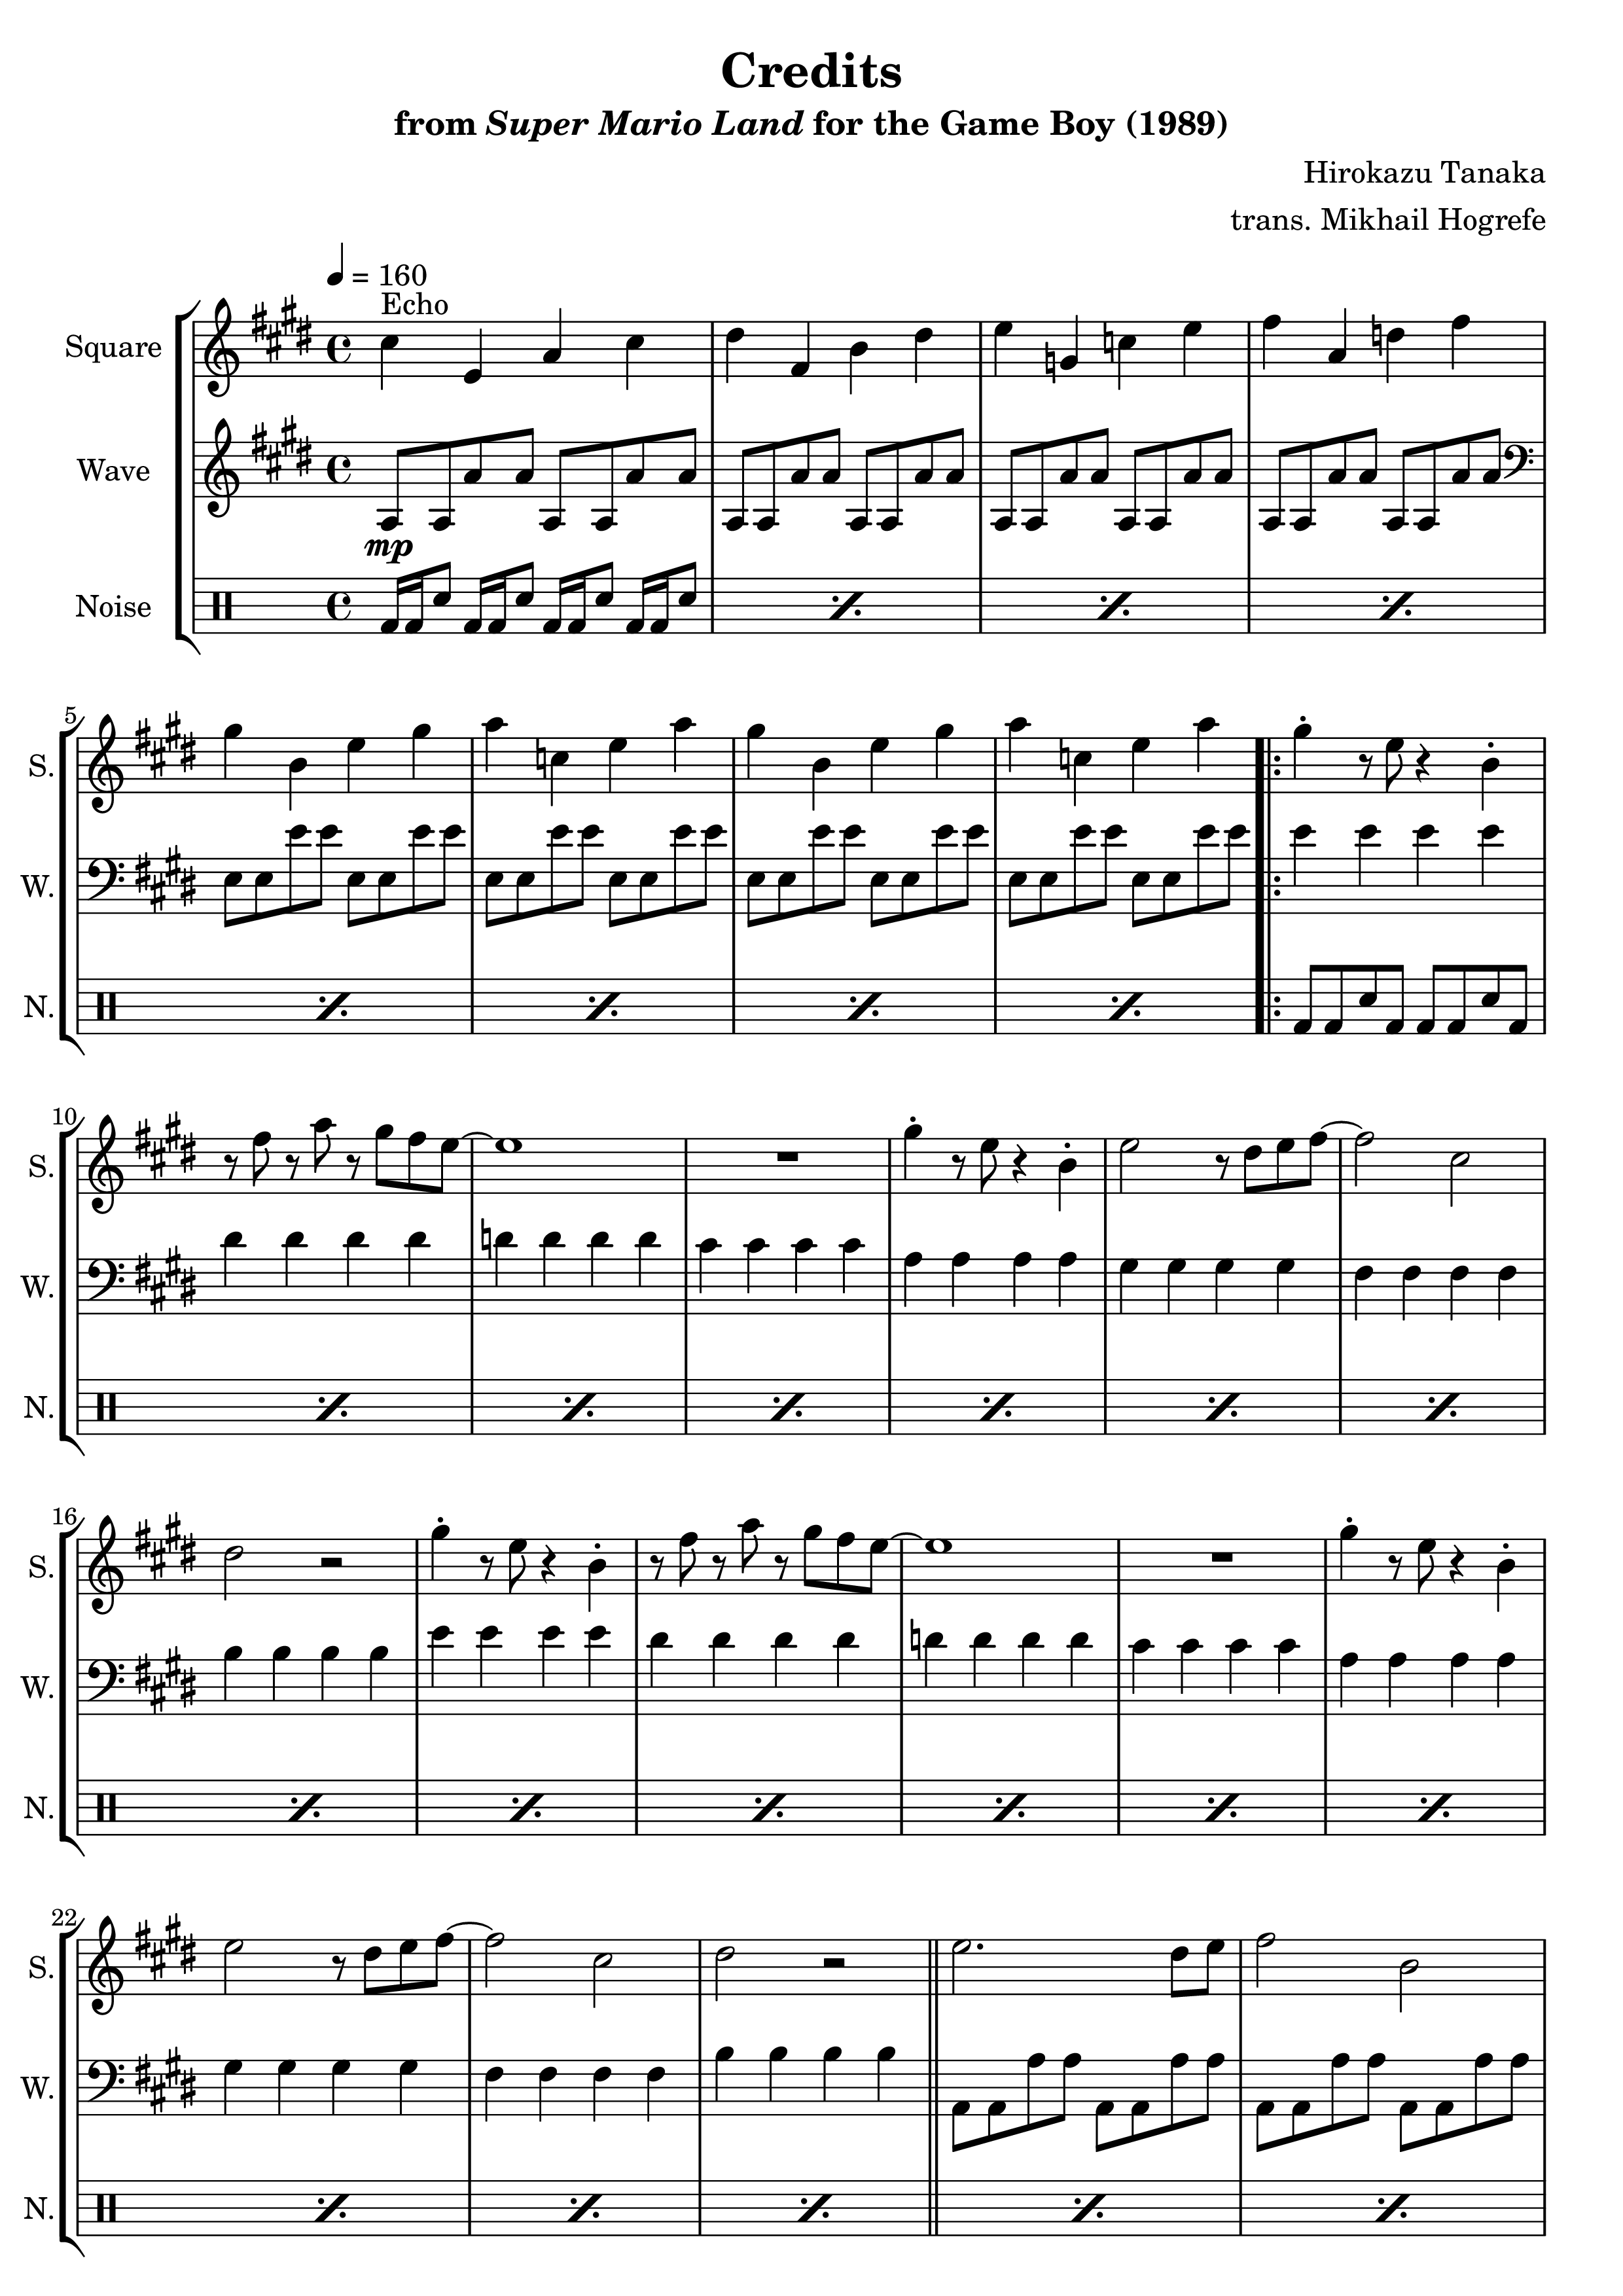 Credits
from Super Mario Land for the Game Boy (1989)
Hirokazu Tanaka
trans. Mikhail Hogrefe
= 160
Echo
Square
Wave
mp
Noise
5
S.
W.
N.
10
S.
W.
N.
16
S.
W.
N.
22
S.
W.
N.